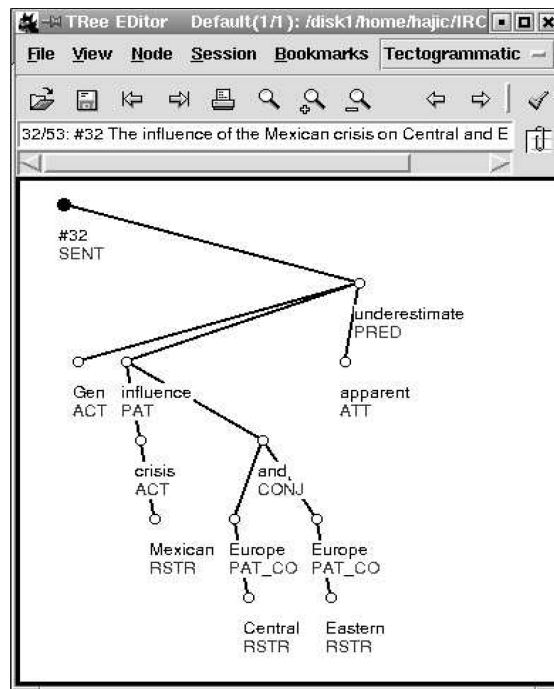 TRee EDitor Default(1/1): /disk1/home/hajic/IRC
File View Node Session Bookmarks Tectogrammatic
32/53: #32 The influence of the Mexican crisis on Central and E
#32
SENT
underestimate
PRED
Gen influence apparent
ACT PAT ATT
crisis and
ACT CONJ
Mexican Europe Europe
RSTR PAT_CO PAT_CO
Central Eastern
RSTR RSTR